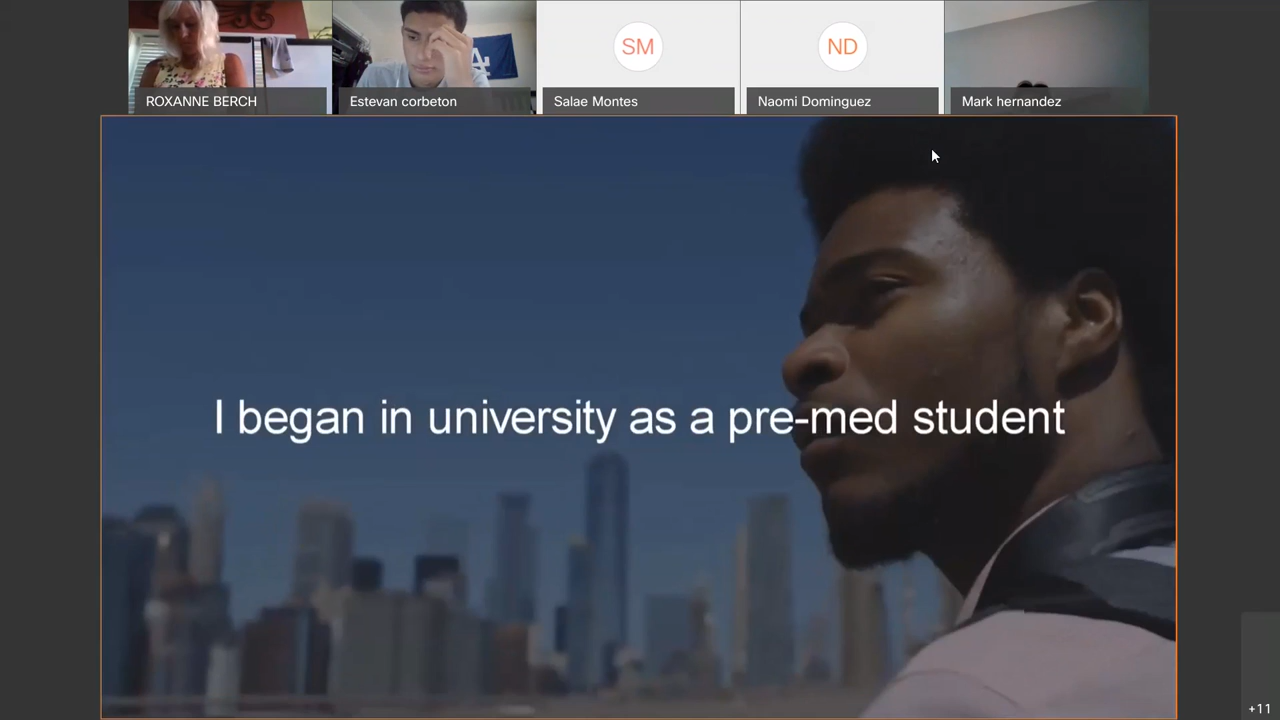 ROXANNE BERCH
Estevan corbeton
SM
Salae Montes
ND
Naomi Dominguez
Mark hernandez
I began in university as a pre-med student
+11